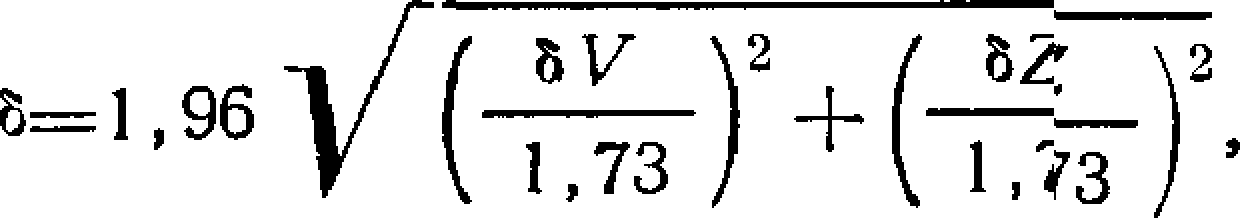 δ=1,96 √((δV/1,73)² + (δZ/1,73)²),